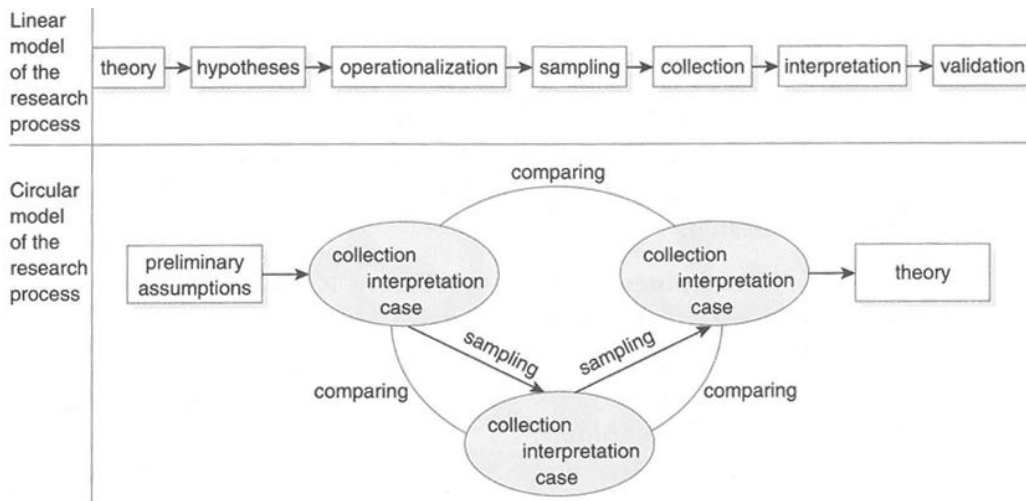 Linear
model
of the
research
process
theory
hypotheses
operationalization
sampling
collection
interpretation
validation
Circular
model
of the
research
process
comparing
preliminary
assumptions
collection
interpretation
case
collection
interpretation
case
theory
sampling
sampling
comparing
comparing
collection
interpretation
case